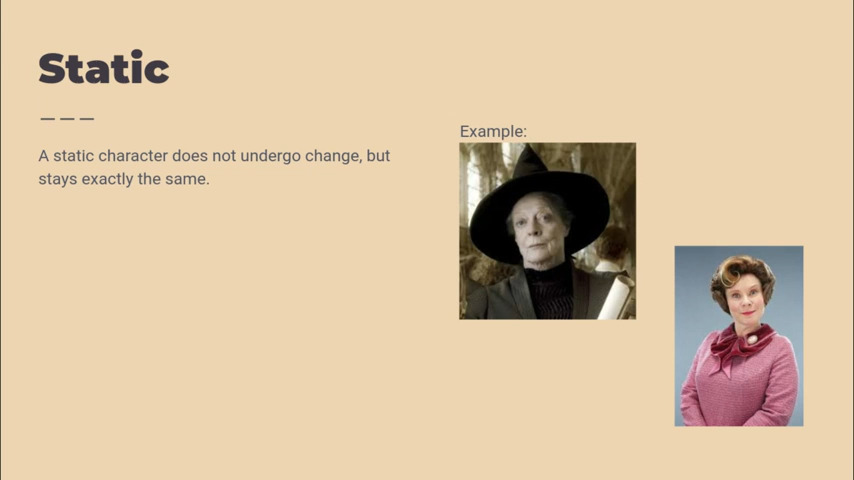 Static
A static character does not undergo change, but
stays exactly the same.
Example: